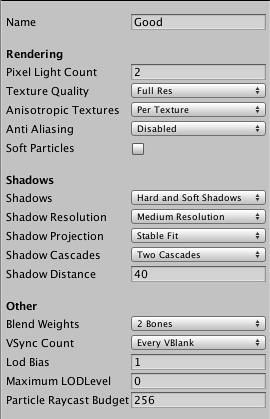 Name Good
Rendering
Pixel Light Count 2
Texture Quality Full Res
Anisotropic Textures Per Texture
Anti Aliasing Disabled
Soft Particles
Shadows
Shadows Hard and Soft Shadows
Shadow Resolution Medium Resolution
Shadow Projection Stable Fit
Shadow Cascades Two Cascades
Shadow Distance 40
Other
Blend Weights 2 Bones
VSync Count Every VBlank
Lod Bias 1
Maximum LODLevel 0
Particle Raycast Budget 256